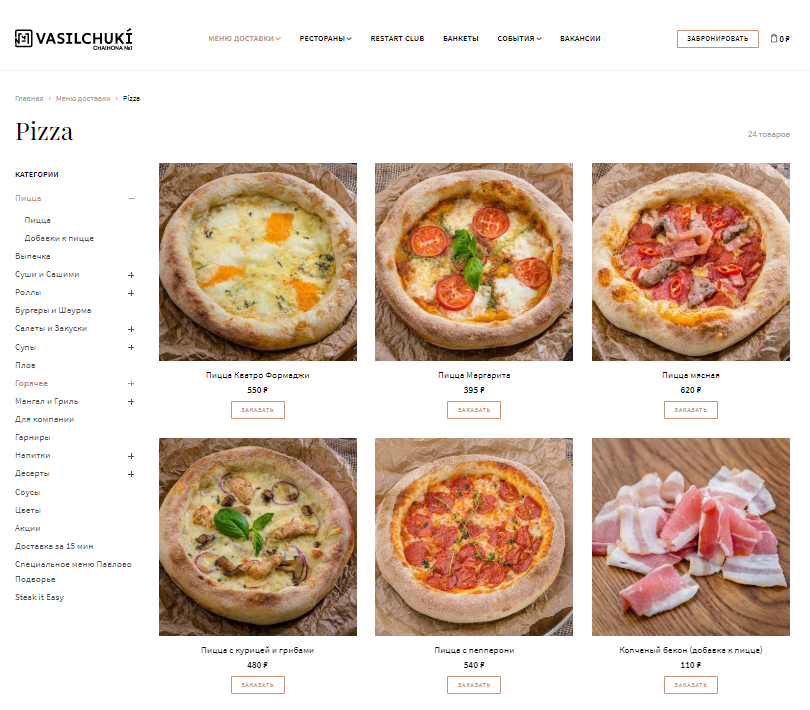 VASILCHUKÍ
CHAIHONA №1
МЕНЮ ДОСТАВКИ
РЕСТОРАНЫ
RESTART CLUB
БАНКЕТЫ
СОБЫТИЯ
ВАКАНСИИ
ЗАБРОНИРОВАТЬ
0 ₽
Главная › Меню доставки › Pizza
Pizza
24 товаров
КАТЕГОРИИ
Пицца
Пицца
Добавки к пицце
Выпечка
Суши и Сашими
Роллы
Бургеры и Шаурма
Салаты и Закуски
Супы
Плов
Горячее
Мангал и Гриль
Для компании
Гарниры
Напитки
Десерты
Соусы
Цветы
Акции
Доставка за 15 мин
Специальное меню Павлово
Подворье
Steak it Easy
Пицца Кватро Формаджи
550 ₽
ЗАКАЗАТЬ
Пицца Маргарита
395 ₽
ЗАКАЗАТЬ
Пицца мясная
620 ₽
ЗАКАЗАТЬ
Пицца с курицей и грибами
480 ₽
ЗАКАЗАТЬ
Пицца с пепперони
540 ₽
ЗАКАЗАТЬ
Копченый бекон (добавка к пицце)
110 ₽
ЗАКАЗАТЬ